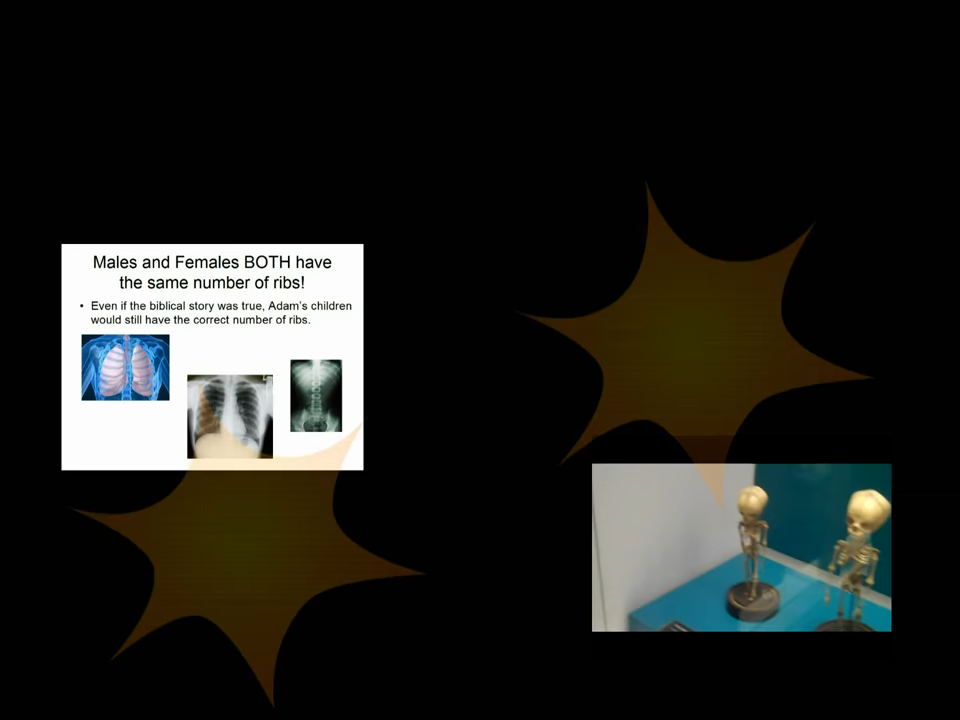 Males and Females BOTH have
the same number of ribs!
• Even if the biblical story was true, Adam's children
would still have the correct number of ribs.